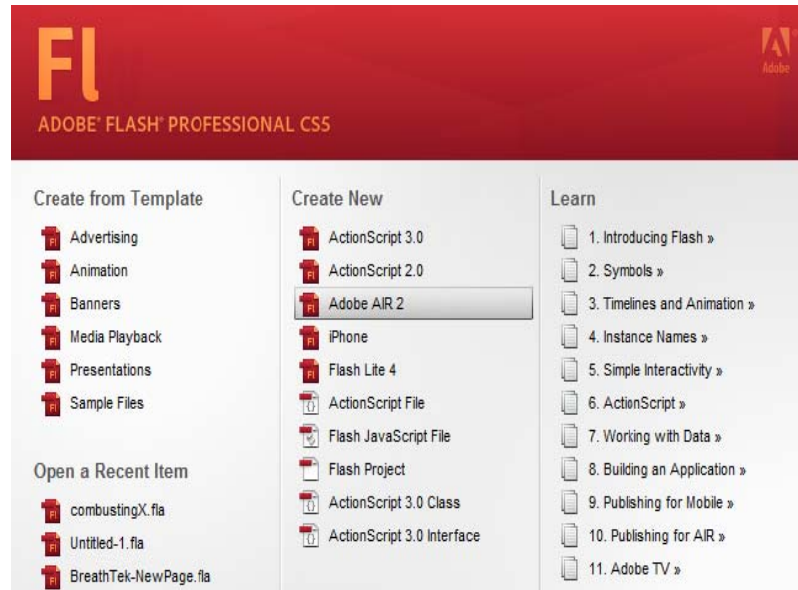 Fl
Adobe
ADOBE® FLASH® PROFESSIONAL CS5
Create from Template
Advertising
Animation
Banners
Media Playback
Presentations
Sample Files
Open a Recent Item
combustingX.fla
Untitled-1.fla
BreathTek-NewPage.fla
Create New
ActionScript 3.0
ActionScript 2.0
Adobe AIR 2
iPhone
Flash Lite 4
ActionScript File
Flash JavaScript File
Flash Project
ActionScript 3.0 Class
ActionScript 3.0 Interface
Learn
1. Introducing Flash »
2. Symbols »
3. Timelines and Animation »
4. Instance Names »
5. Simple Interactivity »
6. ActionScript »
7. Working with Data »
8. Building an Application »
9. Publishing for Mobile »
10. Publishing for AIR »
11. Adobe TV »